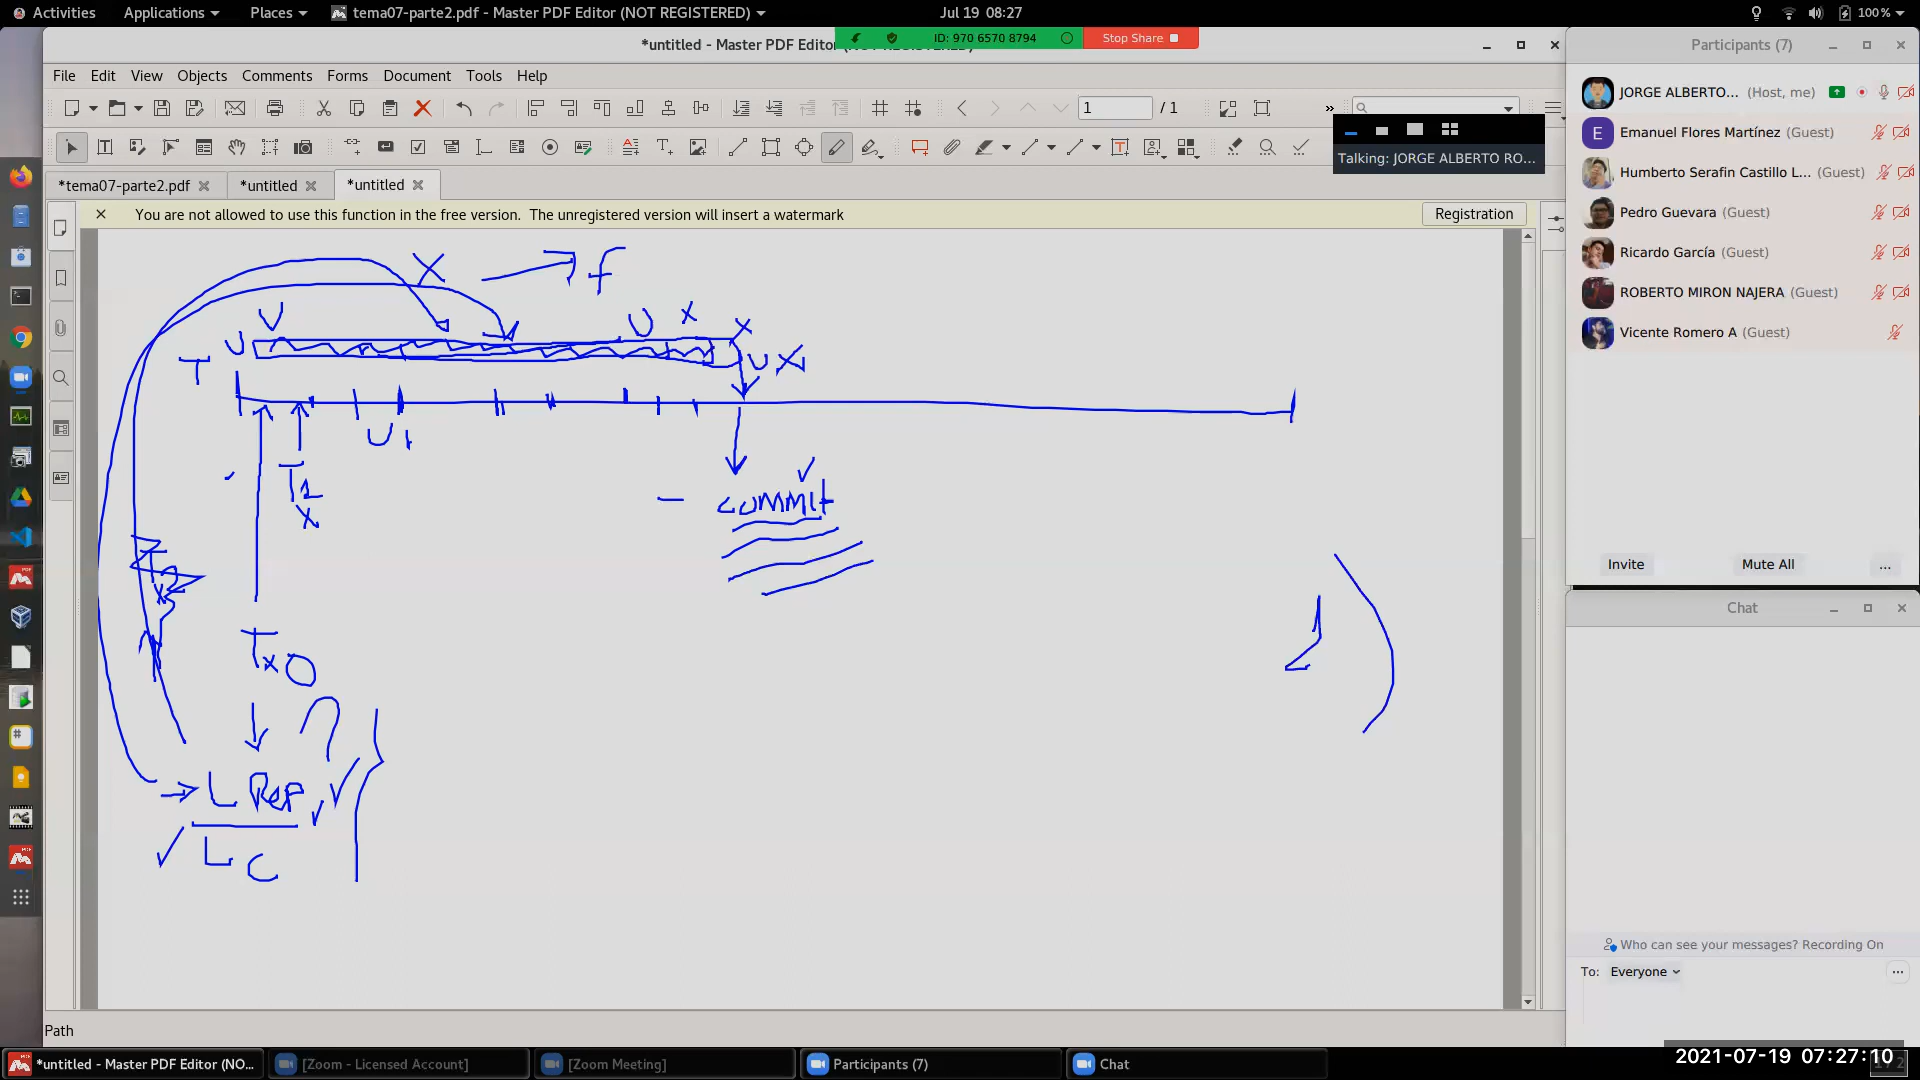 Activities Applications Places tema07-parte2.pdf - Master PDF Editor (NOT REGISTERED) Jul 19 08:27 100%
*untitled - Master PDF Editor
ID: 970 6570 8794 Stop Share
File Edit View Objects Comments Forms Document Tools Help
1 / 1
Talking: JORGE ALBERTO RO...
*tema07-parte2.pdf *untitled *untitled
You are not allowed to use this function in the free version. The unregistered version will insert a watermark Registration
X f
V U X X
U
T U X
U1
T1
X
commit
Tx2
Tx0
L Rep
L C
Path
Participants (7)
JORGE ALBERTO... (Host, me)
E Emanuel Flores Martínez (Guest)
Humberto Serafin Castillo L... (Guest)
Pedro Guevara (Guest)
Ricardo García (Guest)
ROBERTO MIRON NAJERA (Guest)
Vicente Romero A (Guest)
Invite Mute All ...
Chat
Who can see your messages? Recording On
To: Everyone
*untitled - Master PDF Editor (NO... [Zoom - Licensed Account] [Zoom Meeting] Participants (7) Chat
2021-07-19 07:27:10
1 / 2